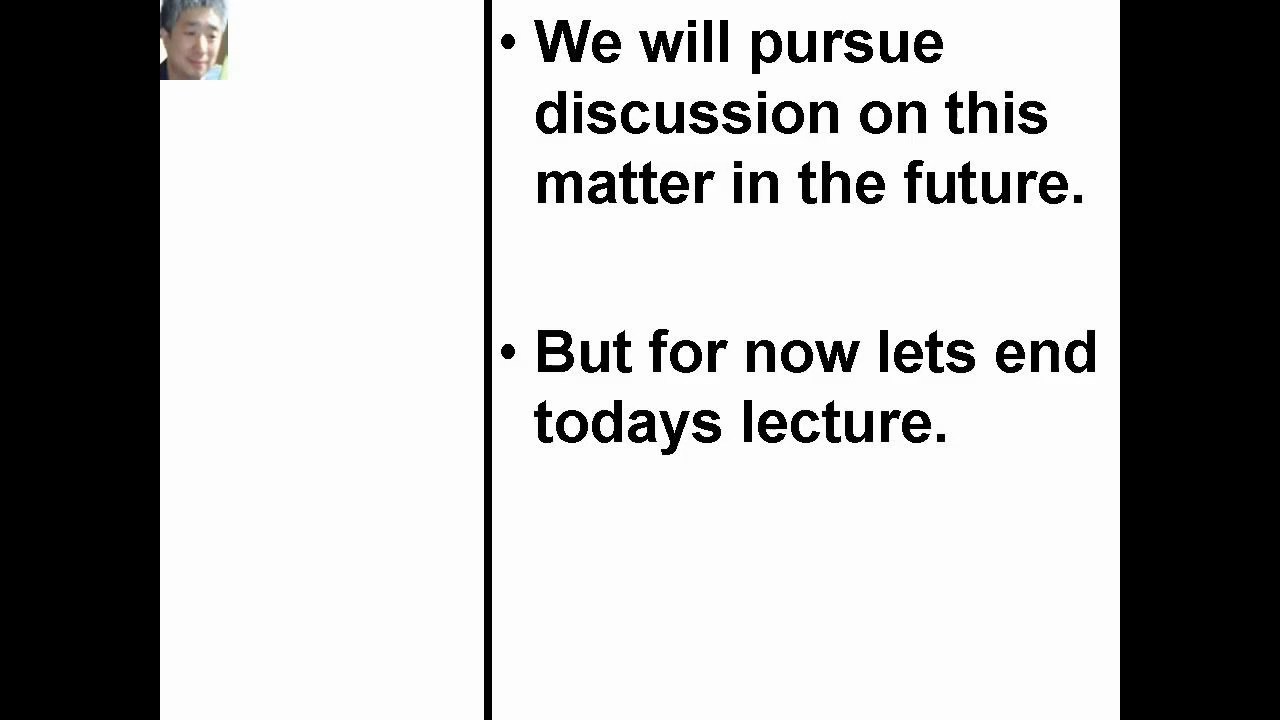 • We will pursue
discussion on this
matter in the future.
• But for now lets end
todays lecture.